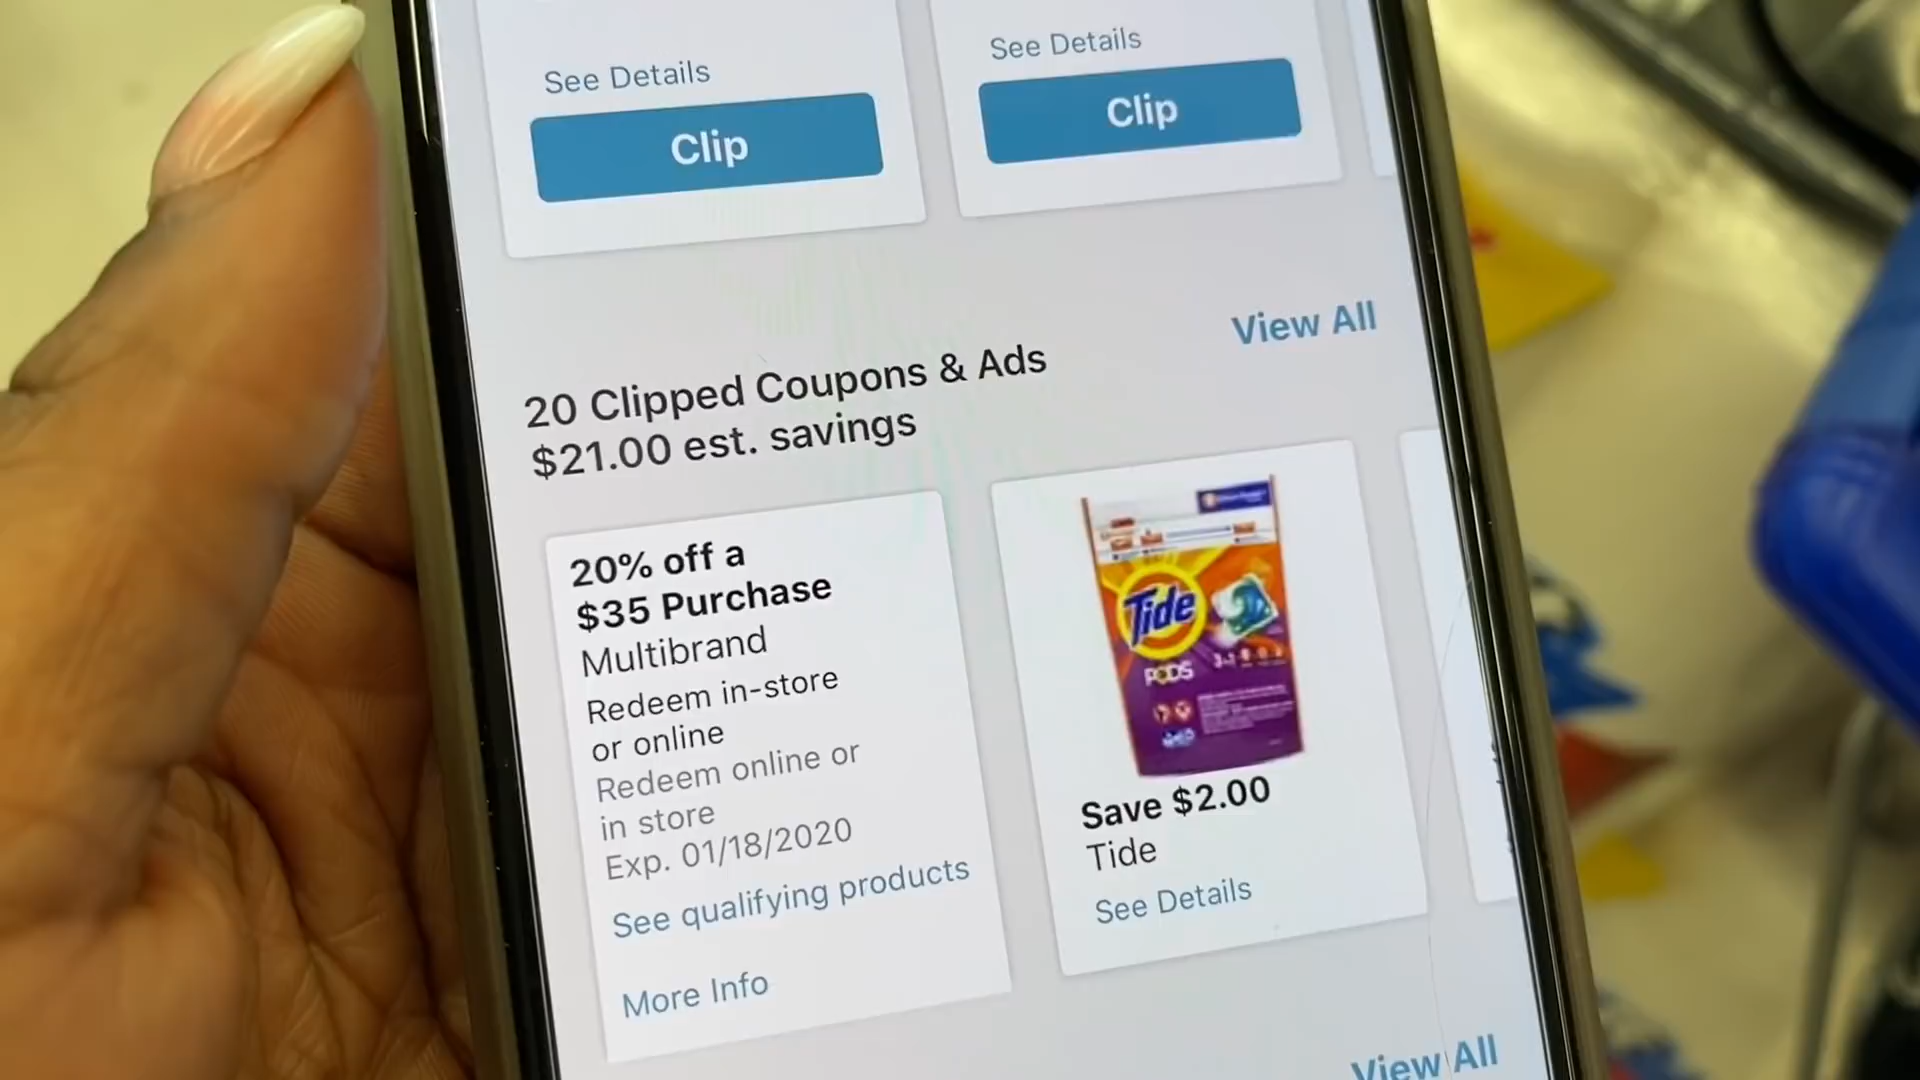 See Details
See Details
Clip
Clip
View All
20 Clipped Coupons & Ads
$21.00 est. savings
20% off a
$35 Purchase
Multibrand
Redeem in-store
or online
Redeem online or
in store
Exp. 01/18/2020
See qualifying products
More Info
Tide
PODS
Save $2.00
Tide
See Details
View All